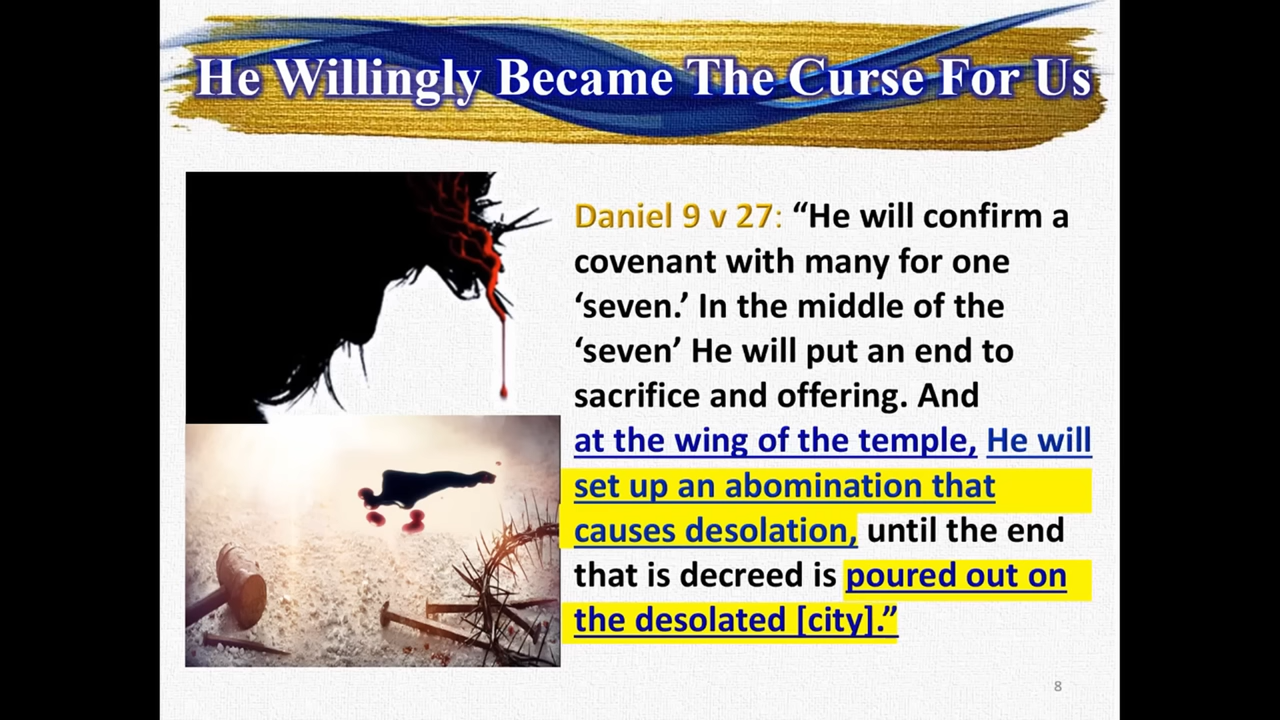 He Willingly Became The Curse For Us
Daniel 9 v 27: “He will confirm a
covenant with many for one
‘seven.’ In the middle of the
‘seven’ He will put an end to
sacrifice and offering. And
at the wing of the temple, He will
set up an abomination that
causes desolation, until the end
that is decreed is poured out on
the desolated [city].”
8